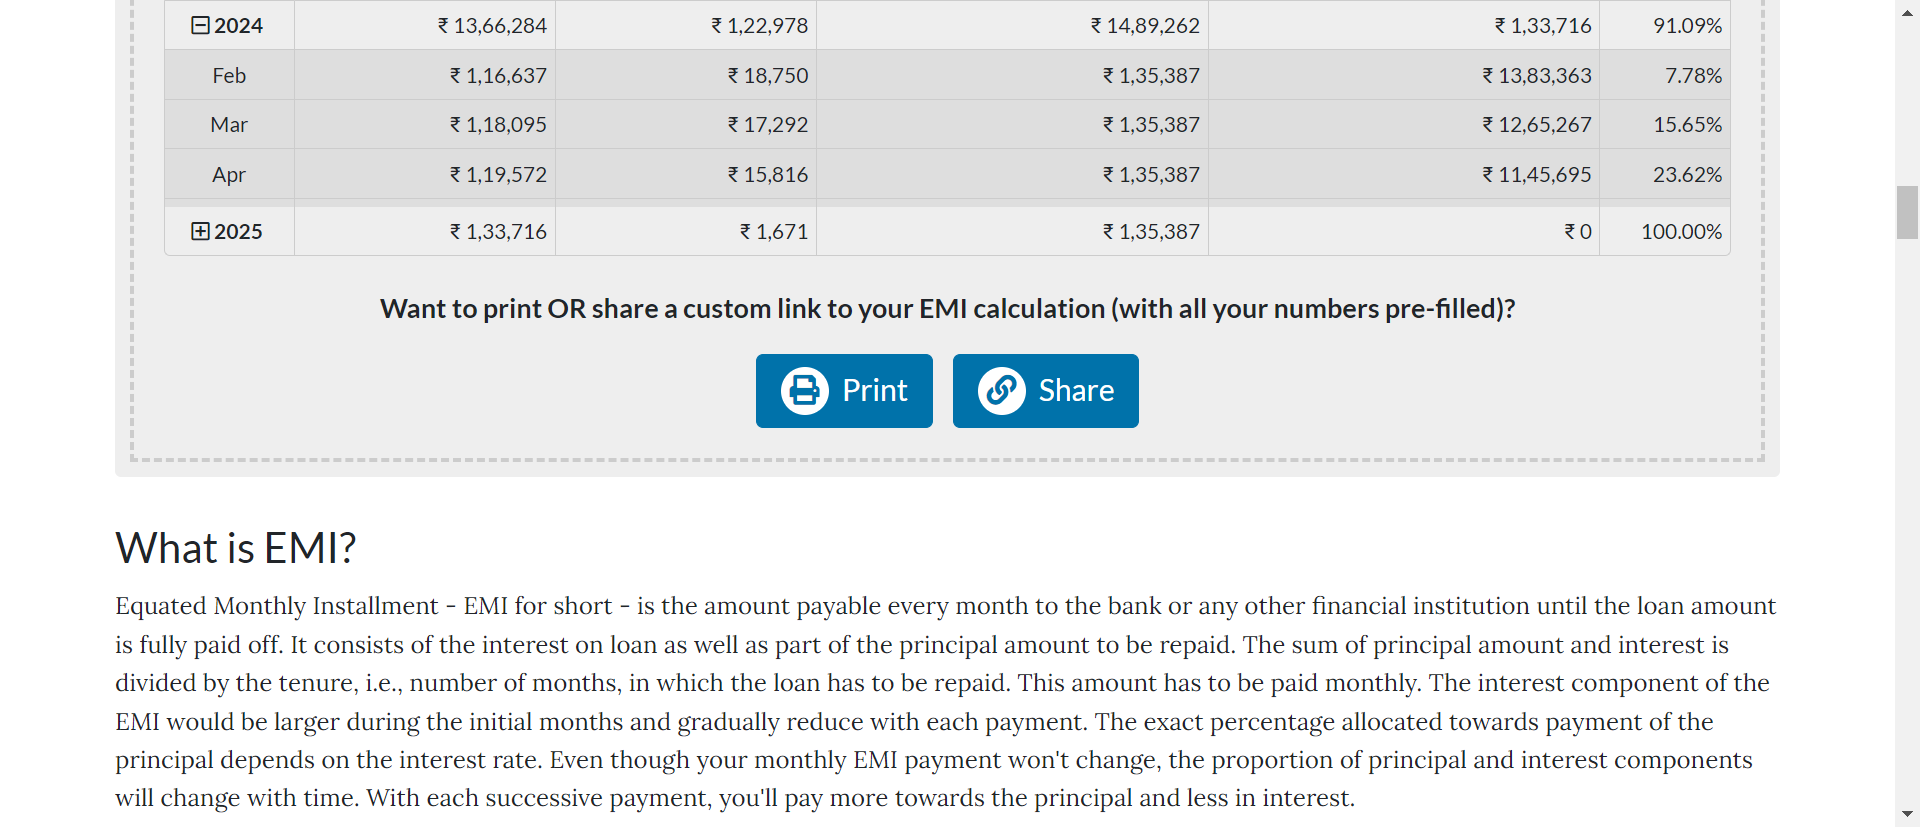 2024 ₹ 13,66,284 ₹ 1,22,978 ₹ 14,89,262 ₹ 1,33,716 91.09%
Feb ₹ 1,16,637 ₹ 18,750 ₹ 1,35,387 ₹ 13,83,363 7.78%
Mar ₹ 1,18,095 ₹ 17,292 ₹ 1,35,387 ₹ 12,65,267 15.65%
Apr ₹ 1,19,572 ₹ 15,816 ₹ 1,35,387 ₹ 11,45,695 23.62%
2025 ₹ 1,33,716 ₹ 1,671 ₹ 1,35,387 ₹ 0 100.00%
Want to print OR share a custom link to your EMI calculation (with all your numbers pre-filled)?
Print Share
What is EMI?
Equated Monthly Installment - EMI for short - is the amount payable every month to the bank or any other financial institution until the loan amount
is fully paid off. It consists of the interest on loan as well as part of the principal amount to be repaid. The sum of principal amount and interest is
divided by the tenure, i.e., number of months, in which the loan has to be repaid. This amount has to be paid monthly. The interest component of the
EMI would be larger during the initial months and gradually reduce with each payment. The exact percentage allocated towards payment of the
principal depends on the interest rate. Even though your monthly EMI payment won't change, the proportion of principal and interest components
will change with time. With each successive payment, you'll pay more towards the principal and less in interest.